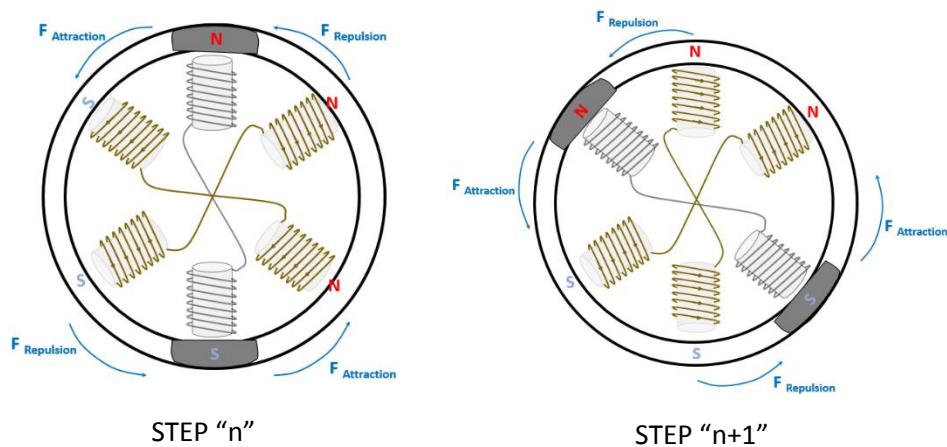 F Attraction
N
F Repulsion
S
N
S
N
F Repulsion
S
F Attraction
STEP “n”
F Repulsion
N
N
N
F Attraction
F Attraction
S
S
S
F Repulsion
STEP “n+1”